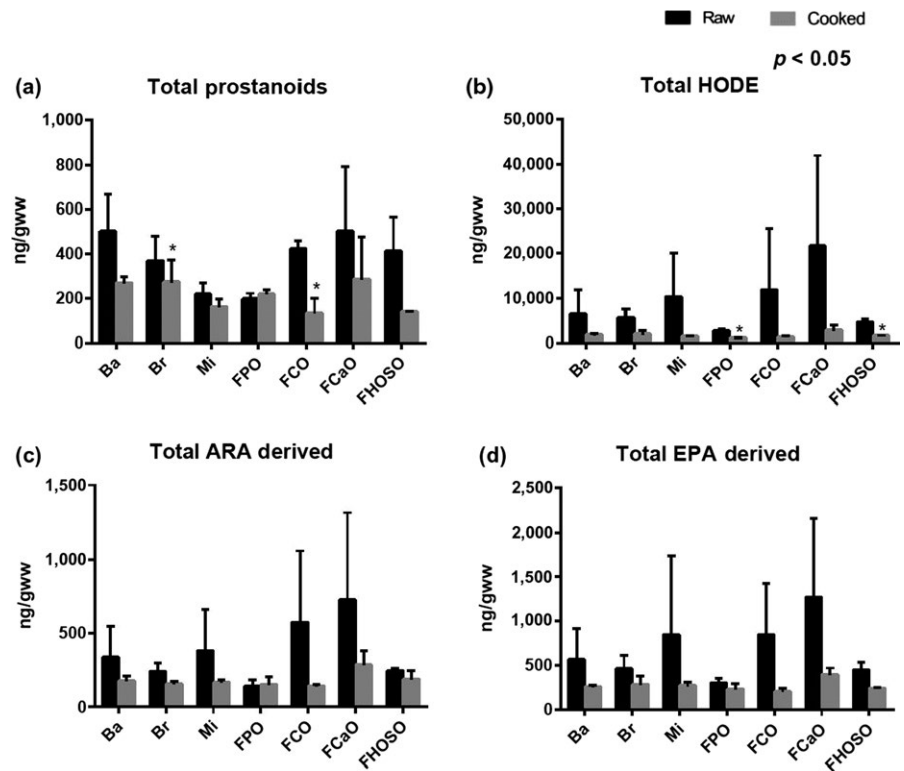 Raw Cooked
p < 0.05
(a) Total prostanoids
1,000
800
600
400
200
0
ng/gww
*
*
Ba Br Mi FPO FCO FCaO FHOSO
(b) Total HODE
50,000
40,000
30,000
20,000
10,000
0
ng/gww
*
*
Ba Br Mi FPO FCO FCaO FHOSO
(c) Total ARA derived
1,500
1,000
500
0
ng/gww
Ba Br Mi FPO FCO FCaO FHOSO
(d) Total EPA derived
2,500
2,000
1,500
1,000
500
0
ng/gww
Ba Br Mi FPO FCO FCaO FHOSO